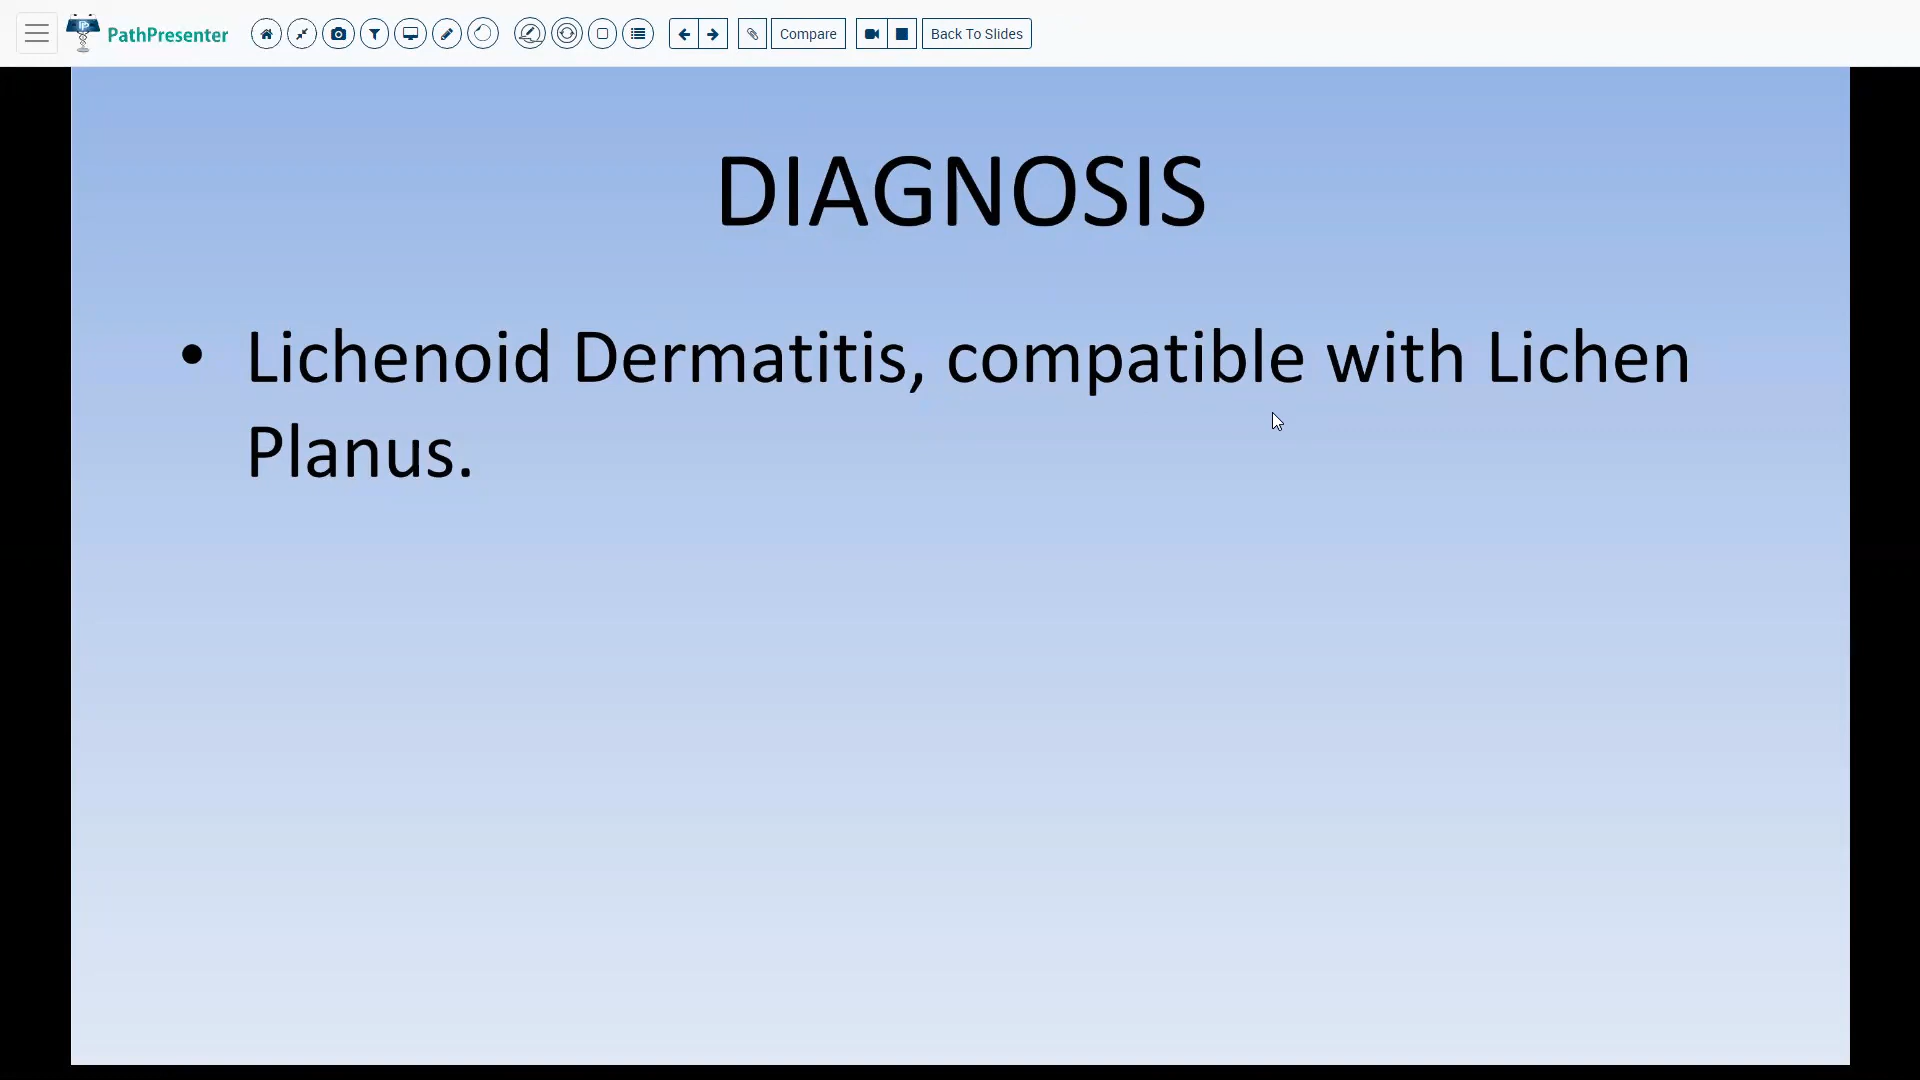 PathPresenter
Compare
Back To Slides
DIAGNOSIS
• Lichenoid Dermatitis, compatible with Lichen
Planus.